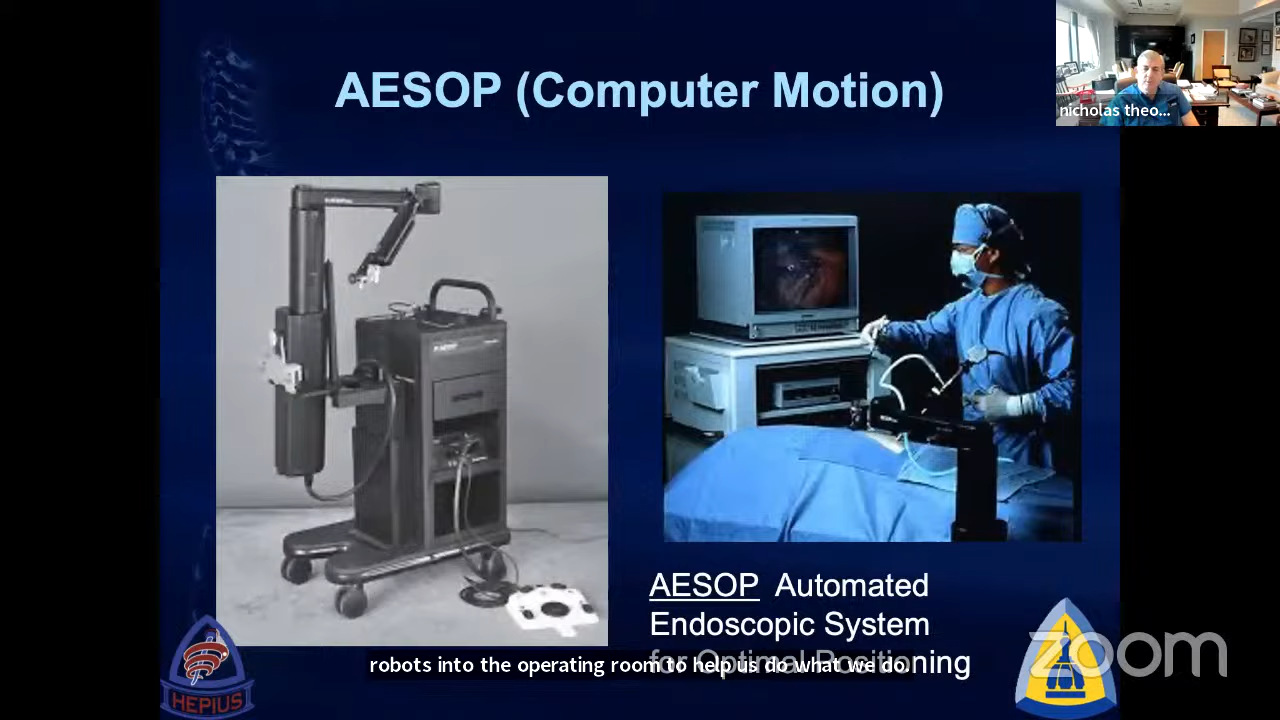 AESOP (Computer Motion)
nicholas theo...
AESOP Automated
Endoscopic System
for Optimal Positioning
robots into the operating room to help us do what we do.
HEPIUS
zoom